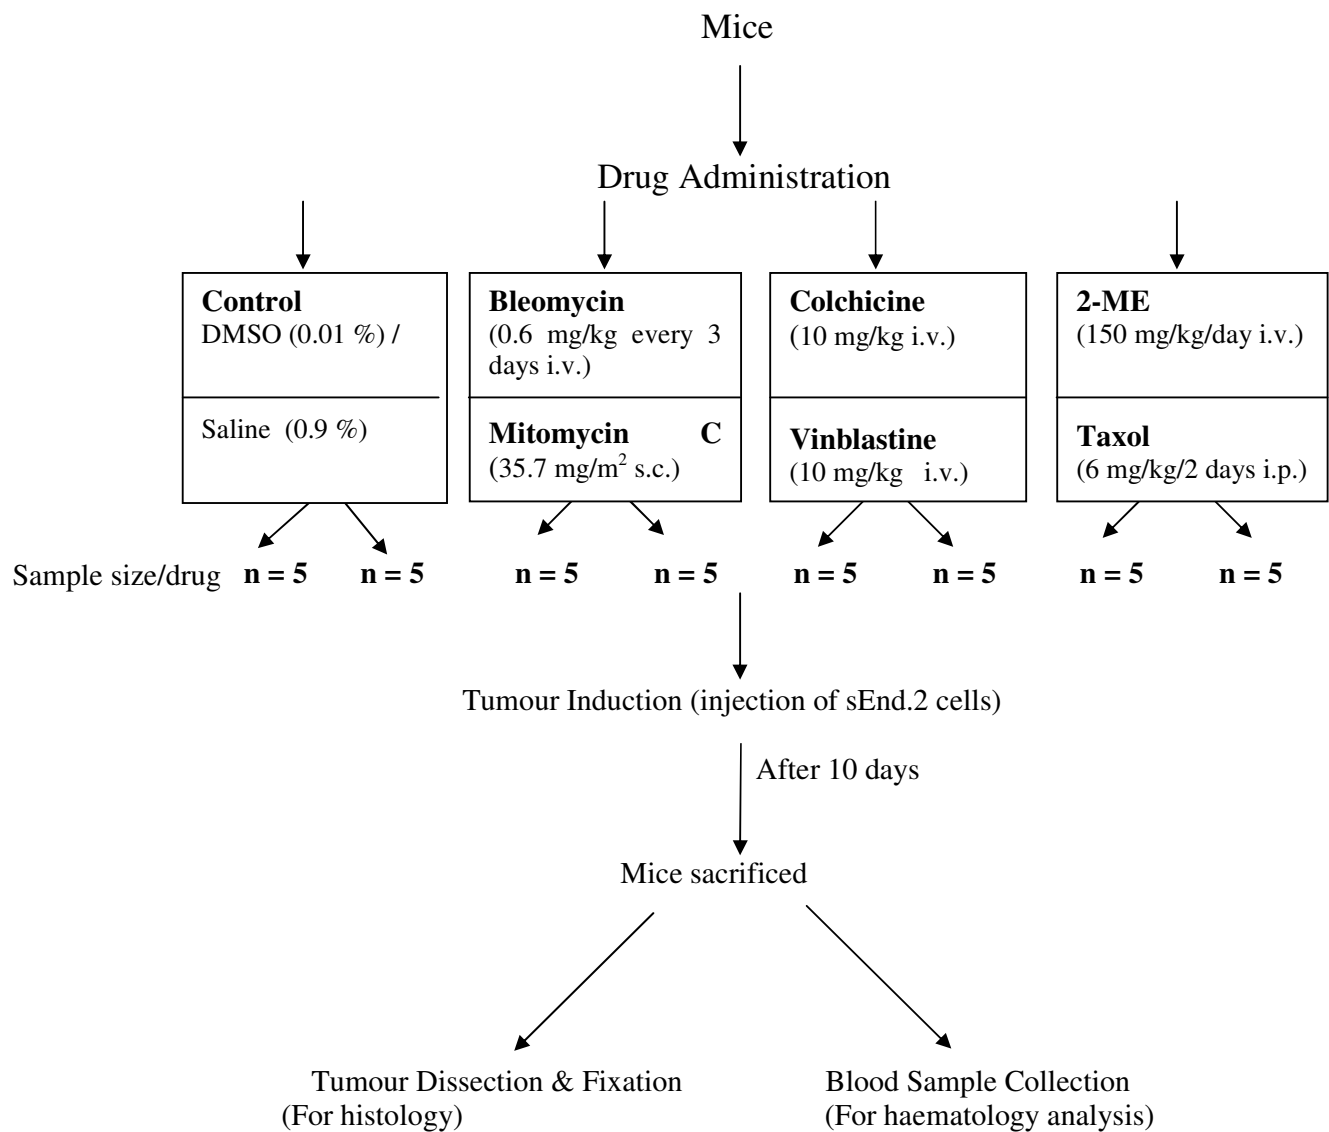 Mice
Drug Administration
Control
DMSO (0.01 %) /
Saline (0.9 %)
Bleomycin
(0.6 mg/kg every 3
days i.v.)
Mitomycin C
(35.7 mg/m² s.c.)
Colchicine
(10 mg/kg i.v.)
Vinblastine
(10 mg/kg i.v.)
2-ME
(150 mg/kg/day i.v.)
Taxol
(6 mg/kg/2 days i.p.)
Sample size/drug n = 5 n = 5 n = 5 n = 5 n = 5 n = 5 n = 5 n = 5
Tumour Induction (injection of sEnd.2 cells)
After 10 days
Mice sacrificed
Tumour Dissection & Fixation
(For histology)
Blood Sample Collection
(For haematology analysis)